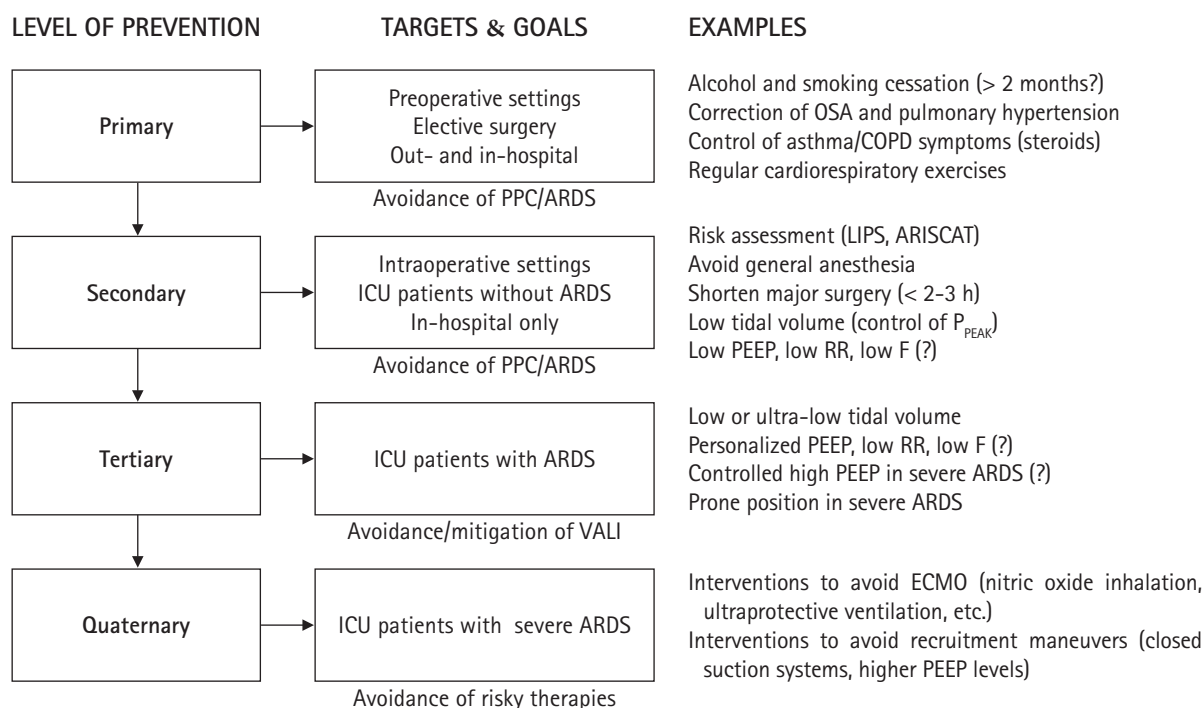 LEVEL OF PREVENTION
TARGETS & GOALS
EXAMPLES
Primary
Preoperative settings
Elective surgery
Out- and in-hospital
Avoidance of PPC/ARDS
Alcohol and smoking cessation (> 2 months?)
Correction of OSA and pulmonary hypertension
Control of asthma/COPD symptoms (steroids)
Regular cardiorespiratory exercises
Secondary
Intraoperative settings
ICU patients without ARDS
In-hospital only
Avoidance of PPC/ARDS
Risk assessment (LIPS, ARISCAT)
Avoid general anesthesia
Shorten major surgery (< 2-3 h)
Low tidal volume (control of PPEAK)
Low PEEP, low RR, low F (?)
Tertiary
ICU patients with ARDS
Avoidance/mitigation of VALI
Low or ultra-low tidal volume
Personalized PEEP, low RR, low F (?)
Controlled high PEEP in severe ARDS (?)
Prone position in severe ARDS
Quaternary
ICU patients with severe ARDS
Avoidance of risky therapies
Interventions to avoid ECMO (nitric oxide inhalation,
ultraprotective ventilation, etc.)
Interventions to avoid recruitment maneuvers (closed
suction systems, higher PEEP levels)